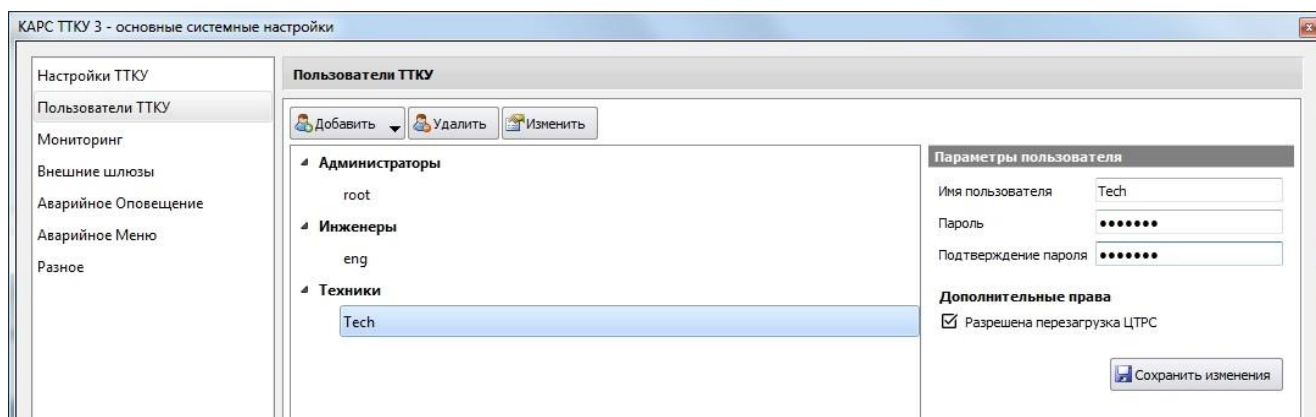 КАРС ТТКУ 3 - основные системные настройки
Настройки ТТКУ
Пользователи ТТКУ
Мониторинг
Внешние шлюзы
Аварийное Оповещение
Аварийное Меню
Разное
Пользователи ТТКУ
Добавить
Удалить
Изменить
Администраторы
root
Инженеры
eng
Техники
Tech
Параметры пользователя
Имя пользователя Tech
Пароль •••••••
Подтверждение пароля •••••••
Дополнительные права
Разрешена перезагрузка ЦТРС
Сохранить изменения